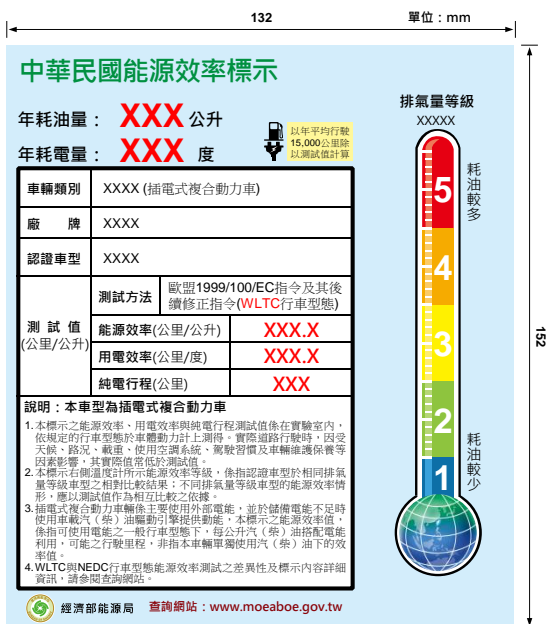 132
單位：mm
中華民國能源效率標示
年耗油量： XXX 公升
年耗電量： XXX 度
以年平均行駛
15,000公里除
以測試值計算
車輛類別 XXXX (插電式複合動力車)
廠 牌 XXXX
認證車型 XXXX
測 試 值
(公里/公升)
測試方法 歐盟1999/100/EC指令及其後
續修正指令(WLTC行車型態)
能源效率(公里/公升) XXX.X
用電效率(公里/度) XXX.X
純電行程(公里) XXX
說明：本車型為插電式複合動力車
1. 本標示之能源效率、用電效率與純電行程測試值係在實驗室內，
依規定的行車型態於車體動力計上測得。實際道路行駛時，因受
天候、路況、載重、使用空調系統、駕駛習慣及車輛維護保養等
因素影響，其實際值常低於測試值。
2. 本標示右側溫度計所示能源效率等級，係指認證車型於相同排氣
量等級車型之相對比較結果；不同排氣量等級車型的能源效率情
形，應以測試值作為相互比較之依據。
3. 插電式複合動力車輛係主要使用外部電能，並於儲備電能不足時
使用車載汽（柴）油驅動引擎提供動能，本標示之能源效率值，
係指可使用電能之一般行車型態下，每公升汽（柴）油搭配電能
利用，可能之行駛里程，非指本車輛單獨使用汽（柴）油下的效
率值。
4. WLTC與NEDC行車型態能源效率測試之差異性及標示內容詳細
資訊，請參閱查詢網站。
經濟部能源局 查詢網站：www.moeaboe.gov.tw
排氣量等級
XXXXX
5
耗油較多
4
3
2
耗油較少
1
152